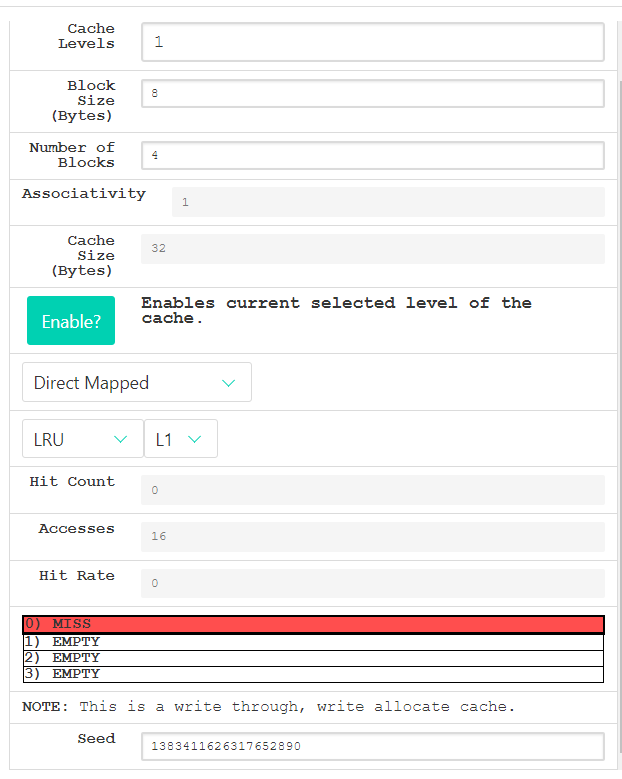 Cache
Levels
1
Block
Size
(Bytes)
8
Number of
Blocks
4
Associativity
1
Cache
Size
(Bytes)
32
Enable?
Enables current selected level of the
cache.
Direct Mapped
LRU
L1
Hit Count
0
Accesses
16
Hit Rate
0
0) MISS
1) EMPTY
2) EMPTY
3) EMPTY
NOTE: This is a write through, write allocate cache.
Seed
1383411626317652890